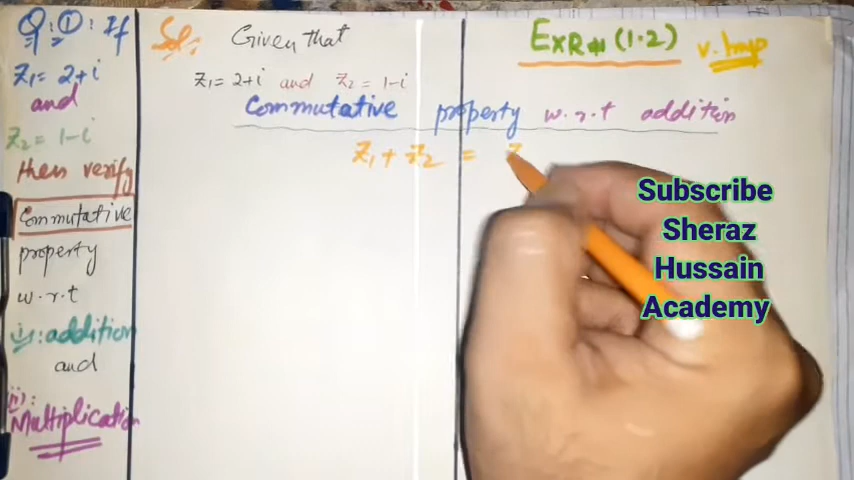 Q:①: If
z₁ = 2+i
and
z₂ = 1-i
then verify
Commutative
property
w.r.t
i): addition
and
ii):
Multiplication
Sol:
Given that
z₁ = 2+i and z₂ = 1-i
ExR# (1.2)
v. Imp
Commutative property w.r.t addition
z₁ + z₂ = z
Subscribe
Sheraz
Hussain
Academy